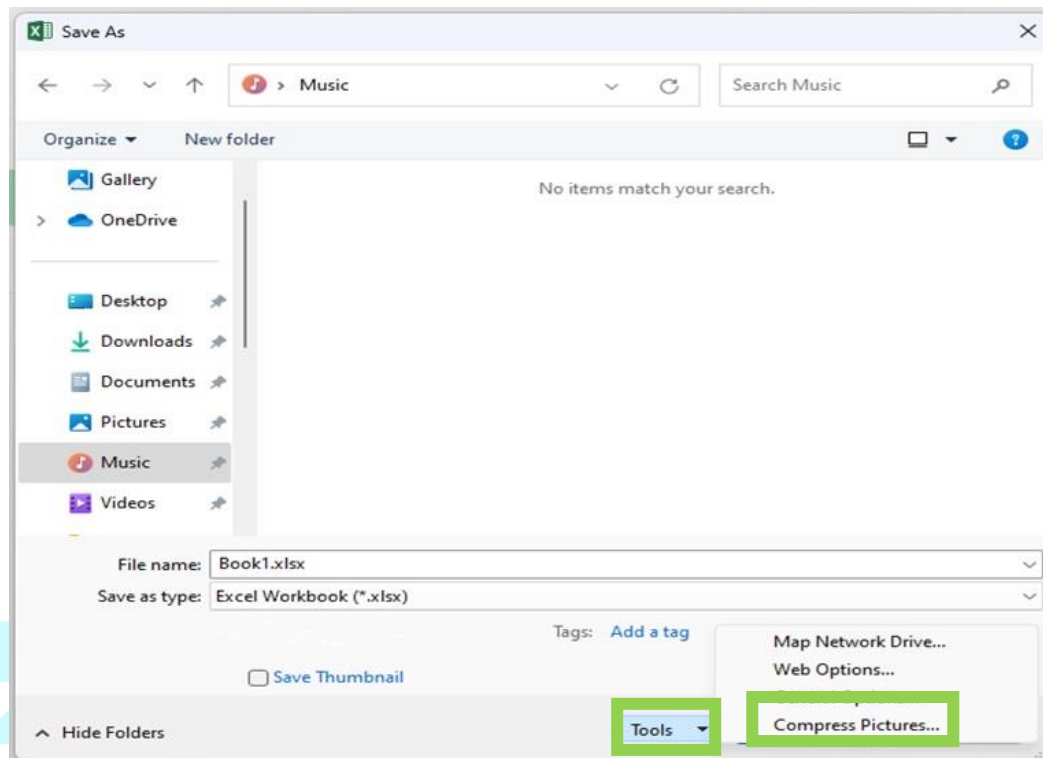 Save As
Music
Search Music
Organize
New folder
Gallery
No items match your search.
OneDrive
Desktop
Downloads
Documents
Pictures
Music
Videos
File name: Book1.xlsx
Save as type: Excel Workbook (*.xlsx)
Tags: Add a tag
Map Network Drive...
Web Options...
Save Thumbnail
Compress Pictures...
Hide Folders
Tools